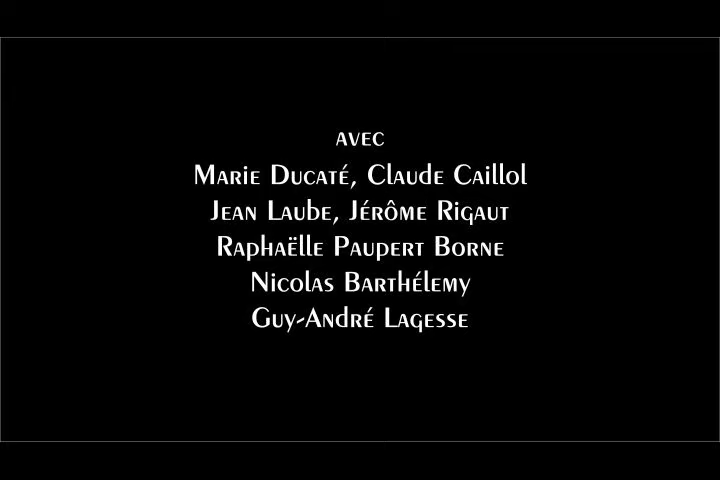 AVEC
Marie Ducaté, Claude Caillol
Jean Laube, Jérôme Rigaut
Raphaëlle Paupert Borne
Nicolas Barthélemy
Guy-André Lagesse